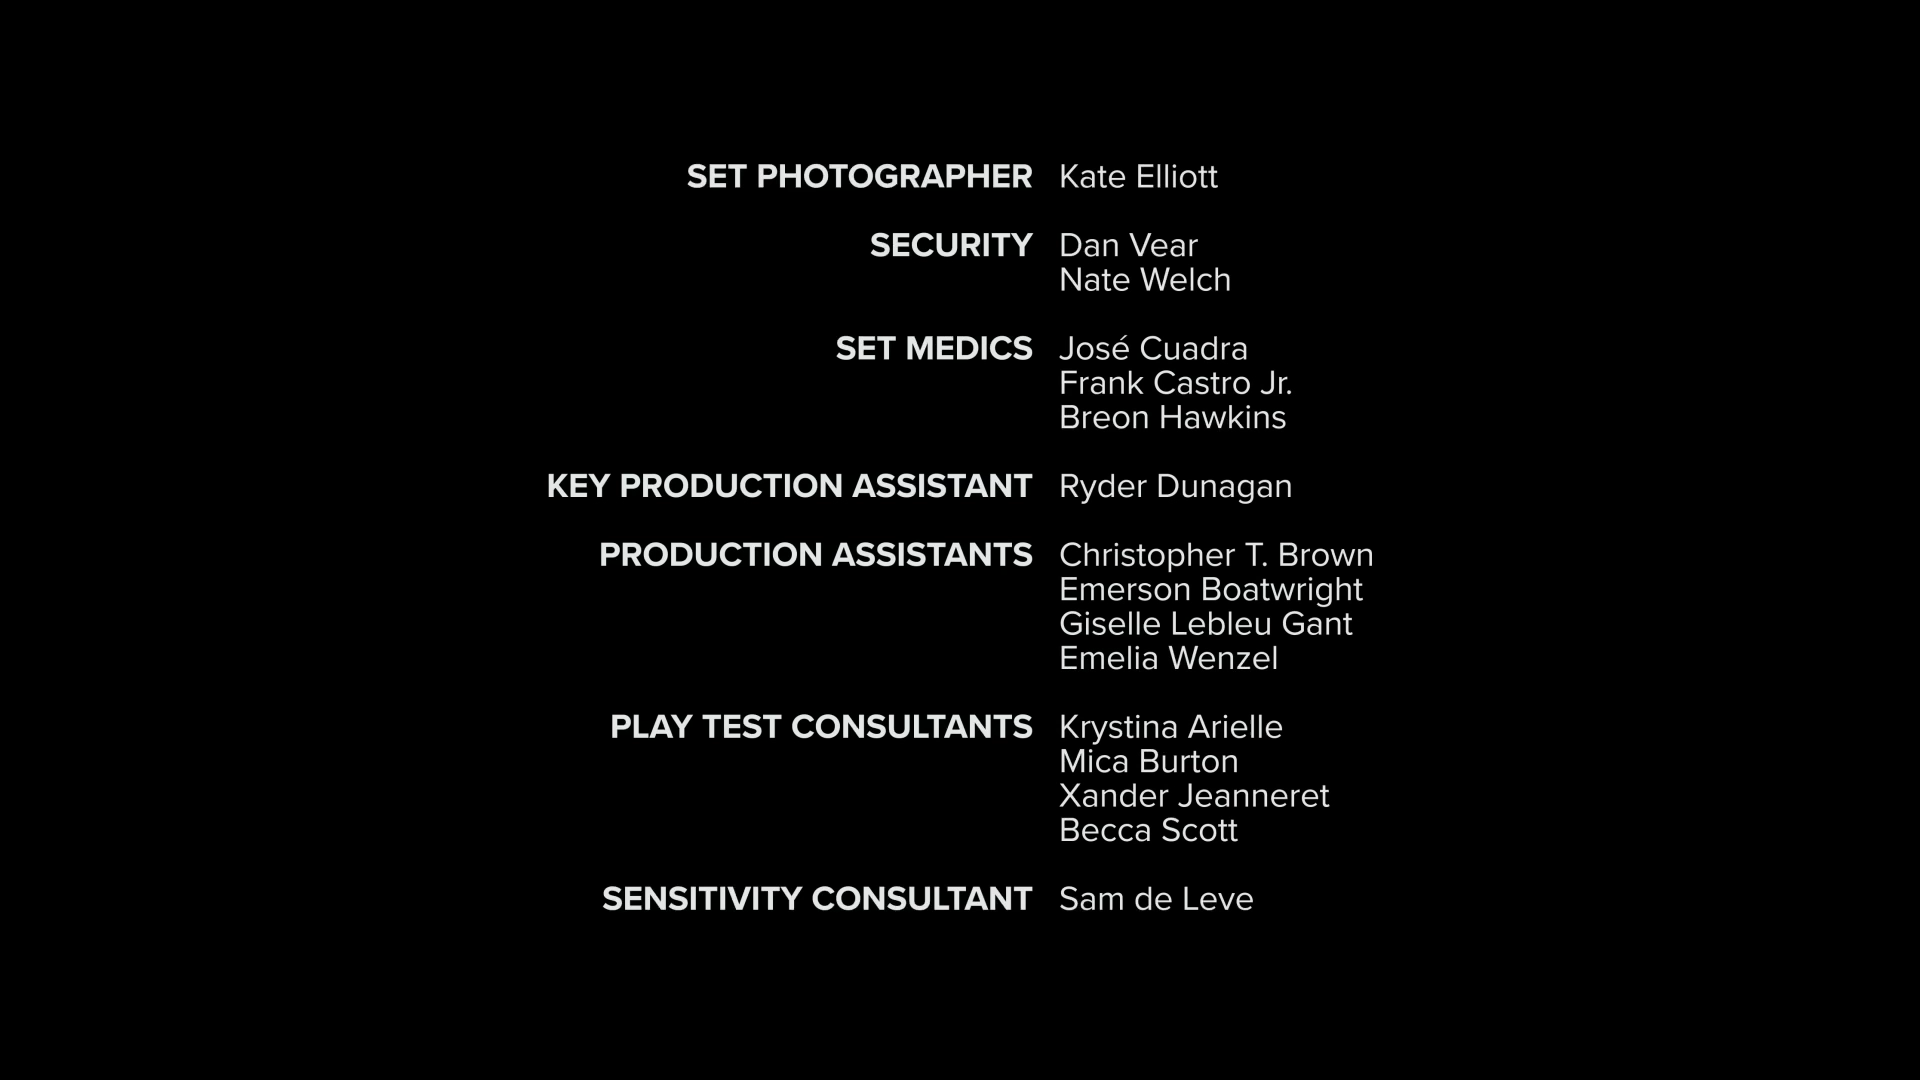 SET PHOTOGRAPHER Kate Elliott
SECURITY Dan Vear
Nate Welch
SET MEDICS José Cuadra
Frank Castro Jr.
Breon Hawkins
KEY PRODUCTION ASSISTANT Ryder Dunagan
PRODUCTION ASSISTANTS Christopher T. Brown
Emerson Boatwright
Giselle Lebleu Gant
Emelia Wenzel
PLAY TEST CONSULTANTS Krystina Arielle
Mica Burton
Xander Jeanneret
Becca Scott
SENSITIVITY CONSULTANT Sam de Leve